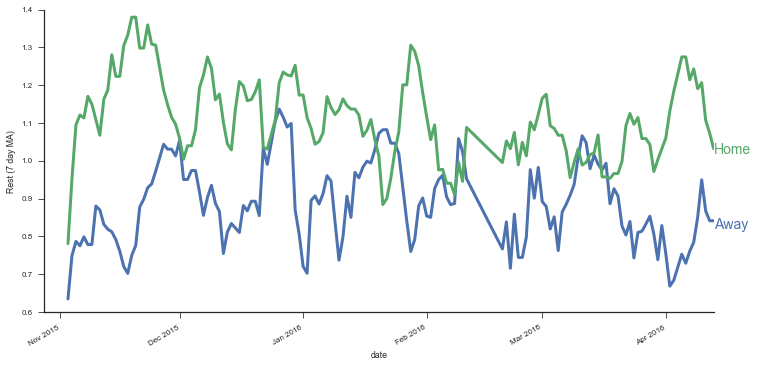 1.4
1.3
1.2
1.1
1.0
0.9
0.8
0.7
0.6
Rest (7 day MA)
Home
Away
Nov 2015
Dec 2015
Jan 2016
Feb 2016
Mar 2016
Apr 2016
date